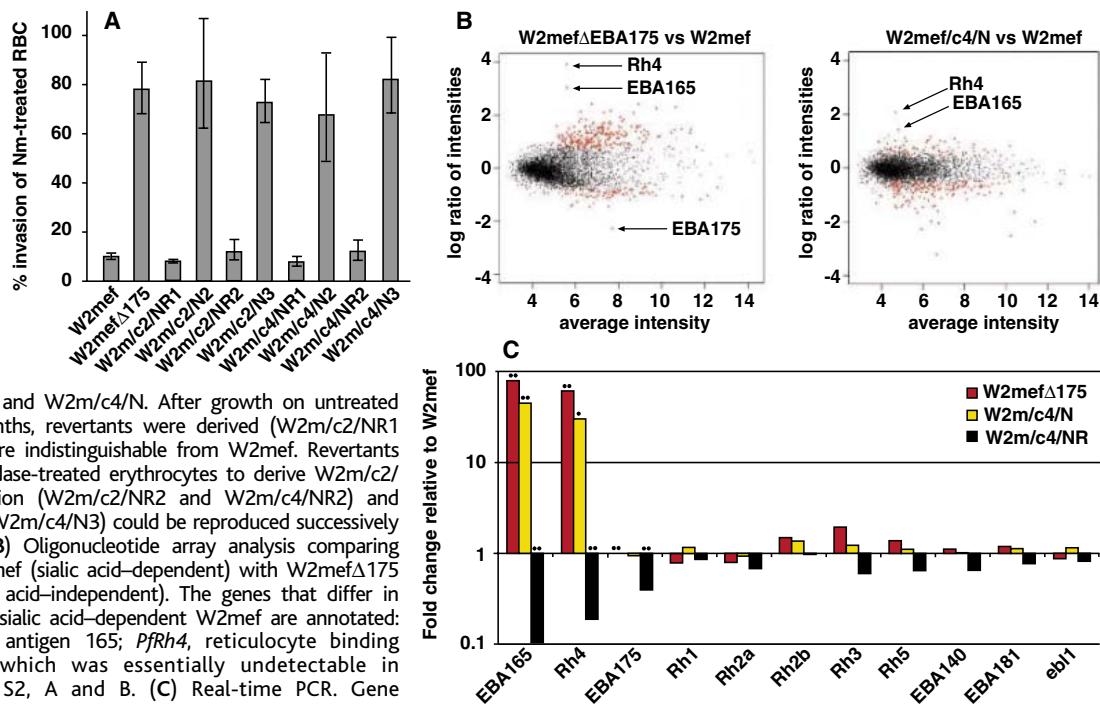 A
% invasion of Nm-treated RBC
100
80
60
40
20
0
W2mef
W2mefΔ175
W2m/c2/NR1
W2m/c2/N2
W2m/c2/NR2
W2m/c2/N3
W2m/c4/NR1
W2m/c4/N2
W2m/c4/NR2
W2m/c4/N3
B
W2mefΔEBA175 vs W2mef
log ratio of intensities
4
2
0
-2
-4
Rh4
EBA165
EBA175
4 6 8 10 12 14
average intensity
W2mef/c4/N vs W2mef
log ratio of intensities
4
2
0
-2
-4
Rh4
EBA165
4 6 8 10 12 14
average intensity
and W2m/c4/N. After growth on untreated
nths, revertants were derived (W2m/c2/NR1
re indistinguishable from W2mef. Revertants
dase-treated erythrocytes to derive W2m/c2/
ion (W2m/c2/NR2 and W2m/c4/NR2) and
W2m/c4/N3) could be reproduced successively
B) Oligonucleotide array analysis comparing
nef (sialic acid–dependent) with W2mefΔ175
acid–independent). The genes that differ in
sialic acid–dependent W2mef are annotated:
antigen 165; PfRh4, reticulocyte binding
which was essentially undetectable in
S2, A and B. (C) Real-time PCR. Gene
C
Fold change relative to W2mef
100
10
1
0.1
W2mefΔ175
W2m/c4/N
W2m/c4/NR
EBA165
Rh4
EBA175
Rh1
Rh2a
Rh2b
Rh3
Rh5
EBA140
EBA181
ebl1